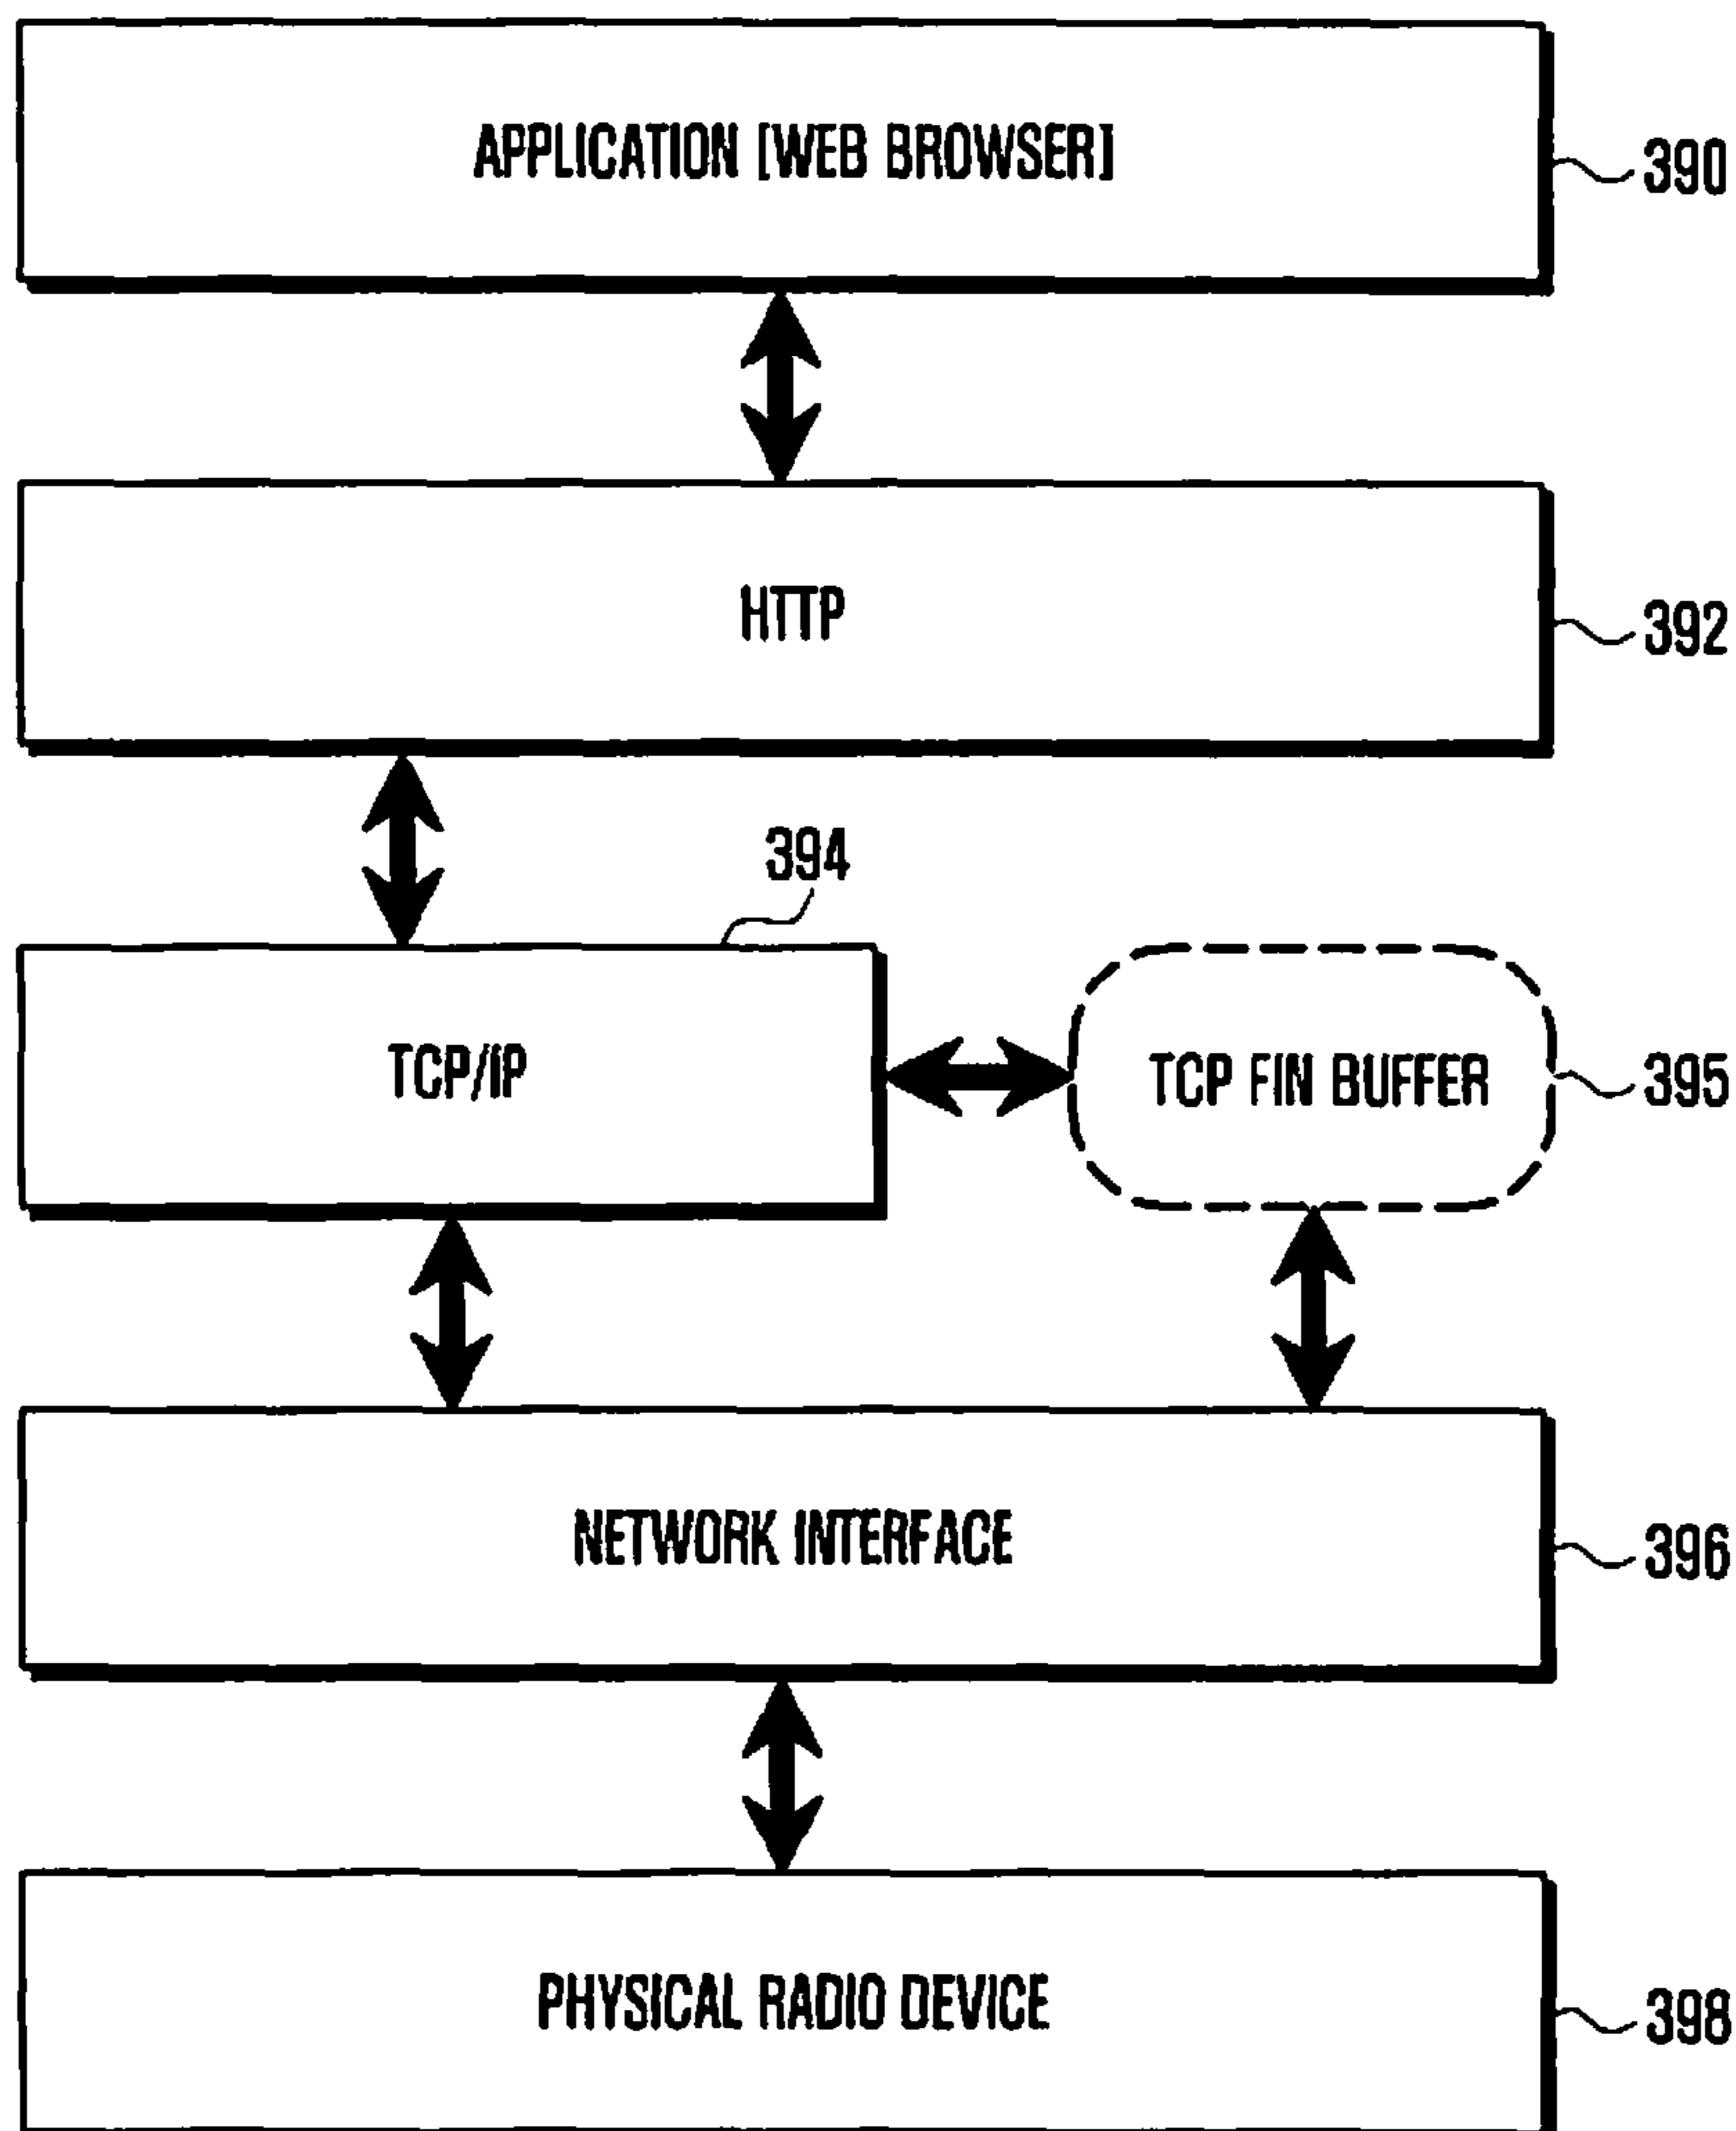 APPLICATION [WEB BROWSER]
390
HTTP
392
394
TCP/IP
TCP FIN BUFFER
395
NETWORK INTERFACE
396
PHYSICAL RADIO DEVICE
398